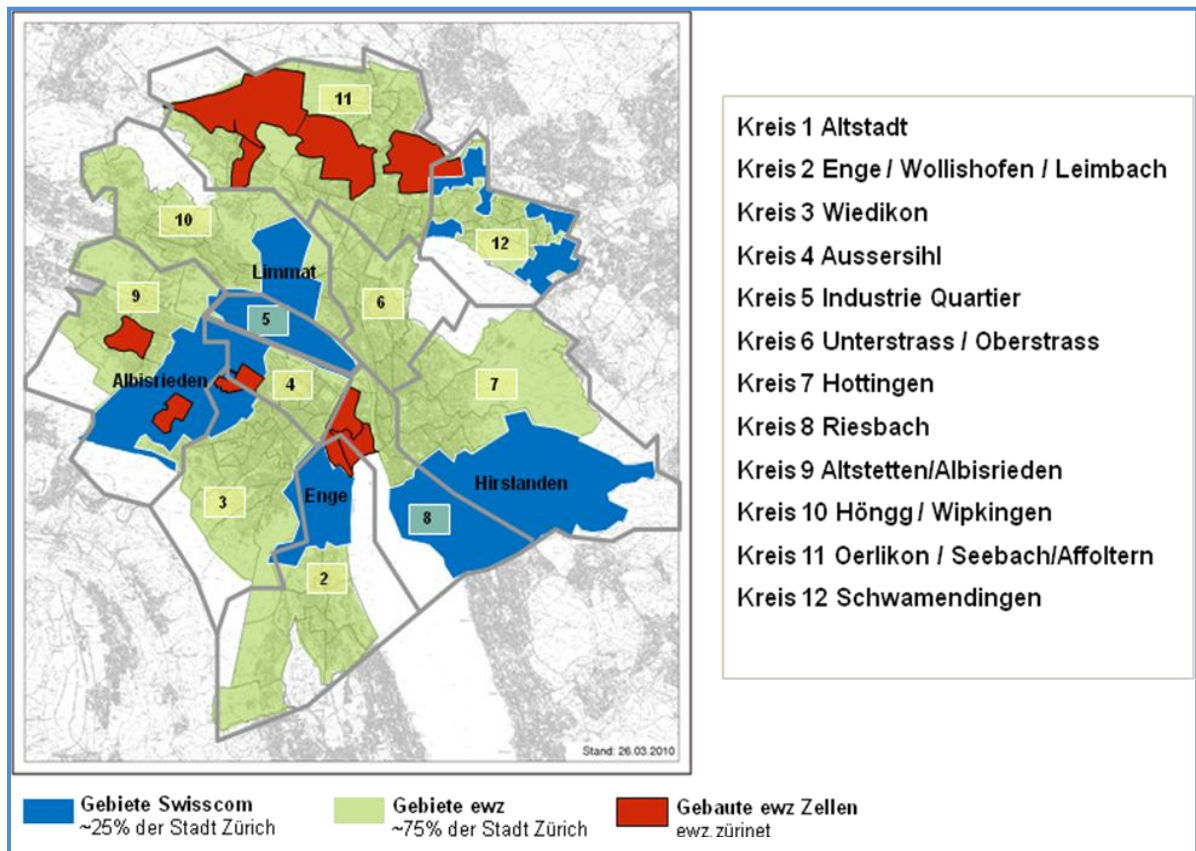 11
10
12
Limmat
9
6
5
Albisrieden
4
7
Enge
Hirslanden
3
8
2
Stand: 26.03.2010
Kreis 1 Altstadt
Kreis 2 Enge / Wollishofen / Leimbach
Kreis 3 Wiedikon
Kreis 4 Aussersihl
Kreis 5 Industrie Quartier
Kreis 6 Unterstrass / Oberstrass
Kreis 7 Hottingen
Kreis 8 Riesbach
Kreis 9 Altstetten/Albisrieden
Kreis 10 Höngg / Wipkingen
Kreis 11 Oerlikon / Seebach/Affoltern
Kreis 12 Schwamendingen
Gebiete Swisscom
~25% der Stadt Zürich
Gebiete ewz
~75% der Stadt Zürich
Gebaute ewz Zellen
ewz.zürinet